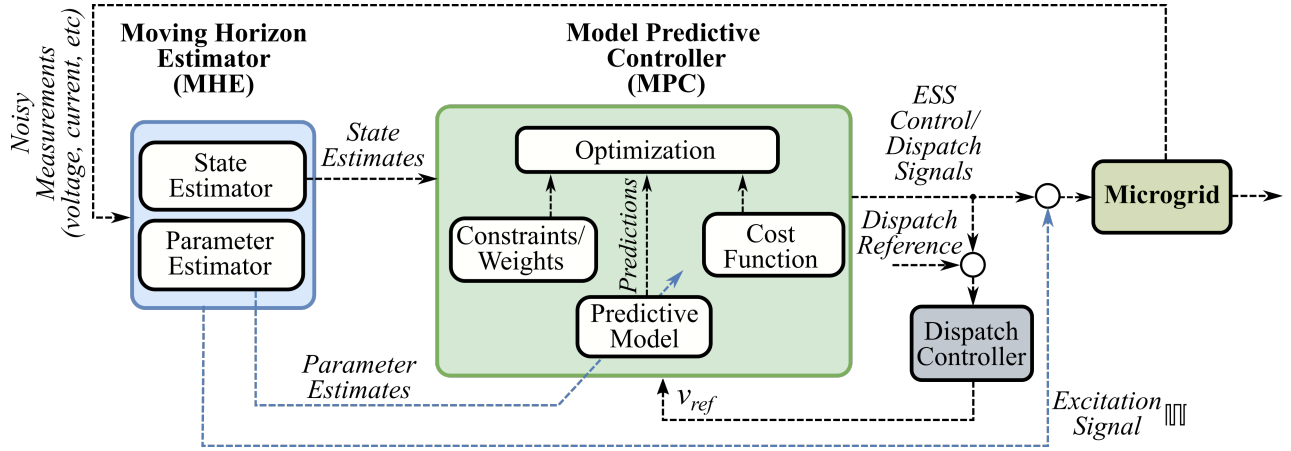 Noisy
Measurements
(voltage, current, etc)
Moving Horizon
Estimator
(MHE)
State
Estimator
Parameter
Estimator
State
Estimates
Parameter
Estimates
Model Predictive
Controller
(MPC)
Optimization
Constraints/
Weights
Predictions
Cost
Function
Predictive
Model
v_ref
ESS
Control/
Dispatch
Signals
Dispatch
Reference
Dispatch
Controller
Excitation
Signal
Microgrid